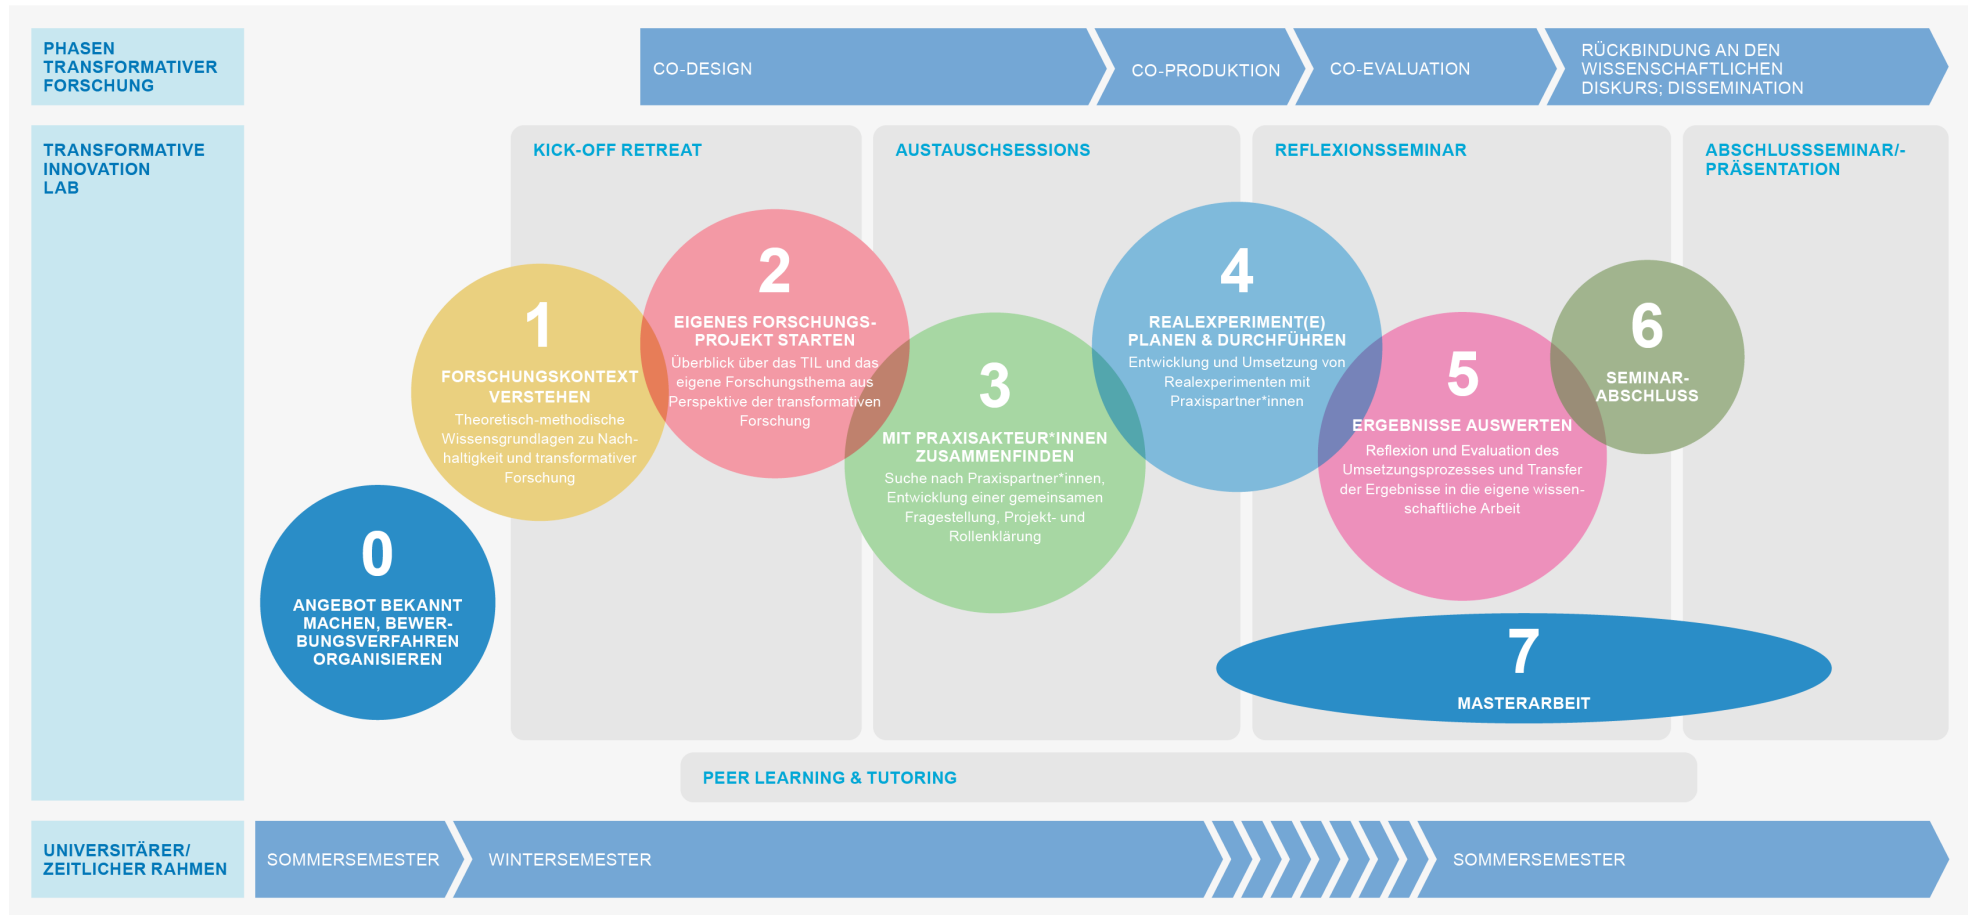 PHASEN
TRANSFORMATIVER
FORSCHUNG
CO-DESIGN
CO-PRODUKTION
CO-EVALUATION
RÜCKBINDUNG AN DEN
WISSENSCHAFTLICHEN
DISKURS; DISSEMINATION
TRANSFORMATIVE
INNOVATION
LAB
KICK-OFF RETREAT
AUSTAUSCHSESSIONS
REFLEXIONSSEMINAR
ABSCHLUSSSEMINAR/-
PRÄSENTATION
0
ANGEBOT BEKANNT
MACHEN, BEWER-
BUNGSVERFAHREN
ORGANISIEREN
1
FORSCHUNGSKONTEXT
VERSTEHEN
Theoretisch-methodische
Wissensgrundlagen zu Nach-
haltigkeit und transformativer
Forschung
2
EIGENES FORSCHUNGS-
PROJEKT STARTEN
Überblick über das TIL und das
eigene Forschungsthema aus
Perspektive der transformativen
Forschung
3
MIT PRAXISAKTEUR*INNEN
ZUSAMMENFINDEN
Suche nach Praxispartner*innen,
Entwicklung einer gemeinsamen
Fragestellung, Projekt- und
Rollenklärung
4
REALEXPERIMENT(E)
PLANEN & DURCHFÜHREN
Entwicklung und Umsetzung von
Realexperimenten mit
Praxispartner*innen
5
ERGEBNISSE AUSWERTEN
Reflexion und Evaluation des
Umsetzungsprozesses und Transfer
der Ergebnisse in die eigene wissen-
schaftliche Arbeit
6
SEMINAR-
ABSCHLUSS
7
MASTERARBEIT
PEER LEARNING & TUTORING
UNIVERSITÄRER/
ZEITLICHER RAHMEN
SOMMERSEMESTER
WINTERSEMESTER
SOMMERSEMESTER